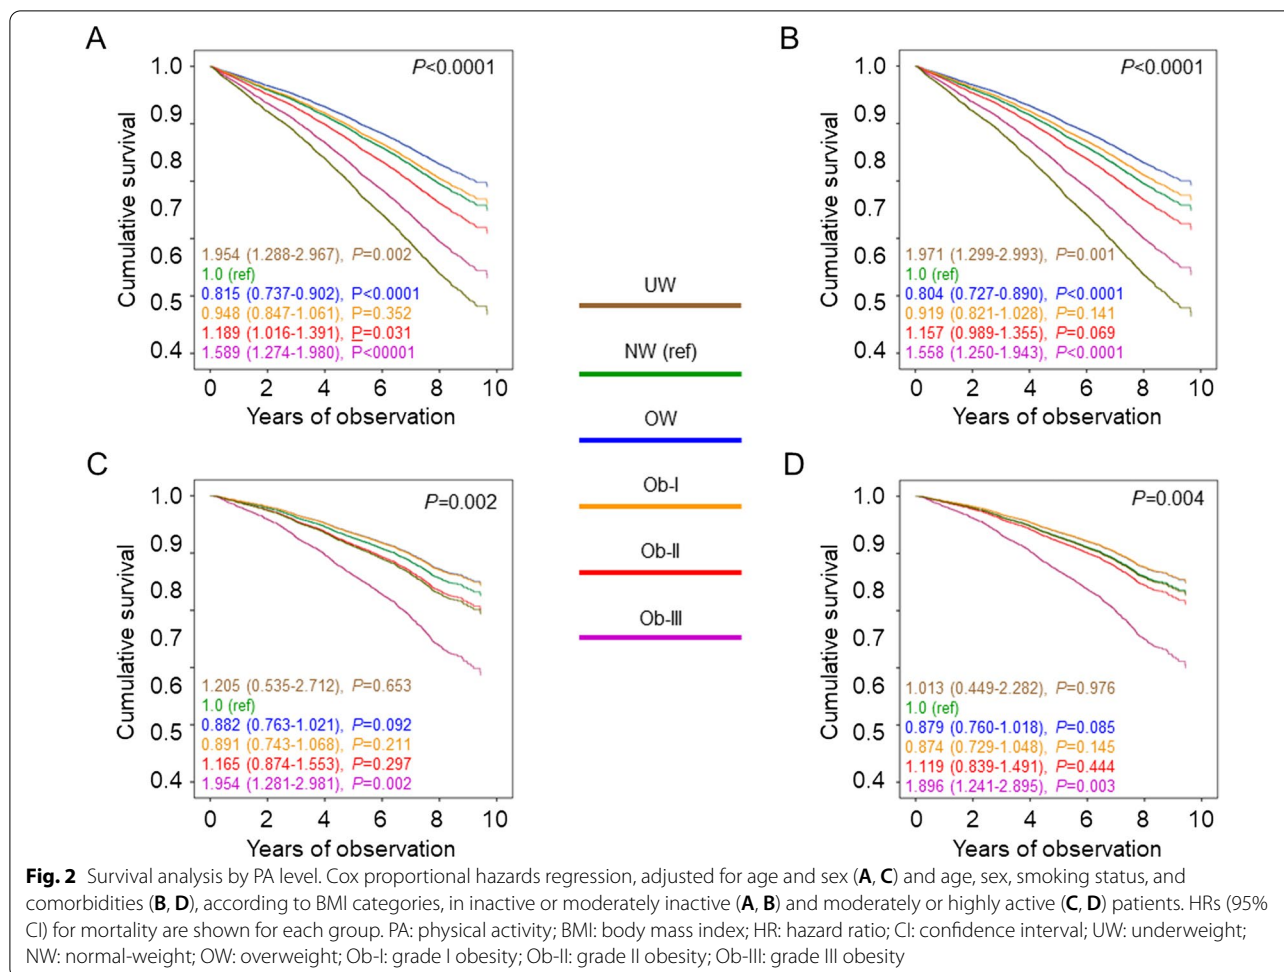 A
P<0.0001
Cumulative survival
1.0
0.9
0.8
0.7
0.6
0.5
0.4
1.954 (1.288-2.967), P=0.002
1.0 (ref)
0.815 (0.737-0.902), P<0.0001
0.948 (0.847-1.061), P=0.352
1.189 (1.016-1.391), P=0.031
1.589 (1.274-1.980), P<00001
0 2 4 6 8 10
Years of observation
B
P<0.0001
Cumulative survival
1.0
0.9
0.8
0.7
0.6
0.5
0.4
1.971 (1.299-2.993), P=0.001
1.0 (ref)
0.804 (0.727-0.890), P<0.0001
0.919 (0.821-1.028), P=0.141
1.157 (0.989-1.355), P=0.069
1.558 (1.250-1.943), P<0.0001
0 2 4 6 8 10
Years of observation
UW
NW (ref)
OW
Ob-I
Ob-II
Ob-III
C
P=0.002
Cumulative survival
1.0
0.9
0.8
0.7
0.6
0.5
0.4
1.205 (0.535-2.712), P=0.653
1.0 (ref)
0.882 (0.763-1.021), P=0.092
0.891 (0.743-1.068), P=0.211
1.165 (0.874-1.553), P=0.297
1.954 (1.281-2.981), P=0.002
0 2 4 6 8 10
Years of observation
D
P=0.004
Cumulative survival
1.0
0.9
0.8
0.7
0.6
0.5
0.4
1.013 (0.449-2.282), P=0.976
1.0 (ref)
0.879 (0.760-1.018), P=0.085
0.874 (0.729-1.048), P=0.145
1.119 (0.839-1.491), P=0.444
1.896 (1.241-2.895), P=0.003
0 2 4 6 8 10
Years of observation
Fig. 2 Survival analysis by PA level. Cox proportional hazards regression, adjusted for age and sex (A, C) and age, sex, smoking status, and
comorbidities (B, D), according to BMI categories, in inactive or moderately inactive (A, B) and moderately or highly active (C, D) patients. HRs (95%
CI) for mortality are shown for each group. PA: physical activity; BMI: body mass index; HR: hazard ratio; CI: confidence interval; UW: underweight;
NW: normal-weight; OW: overweight; Ob-I: grade I obesity; Ob-II: grade II obesity; Ob-III: grade III obesity